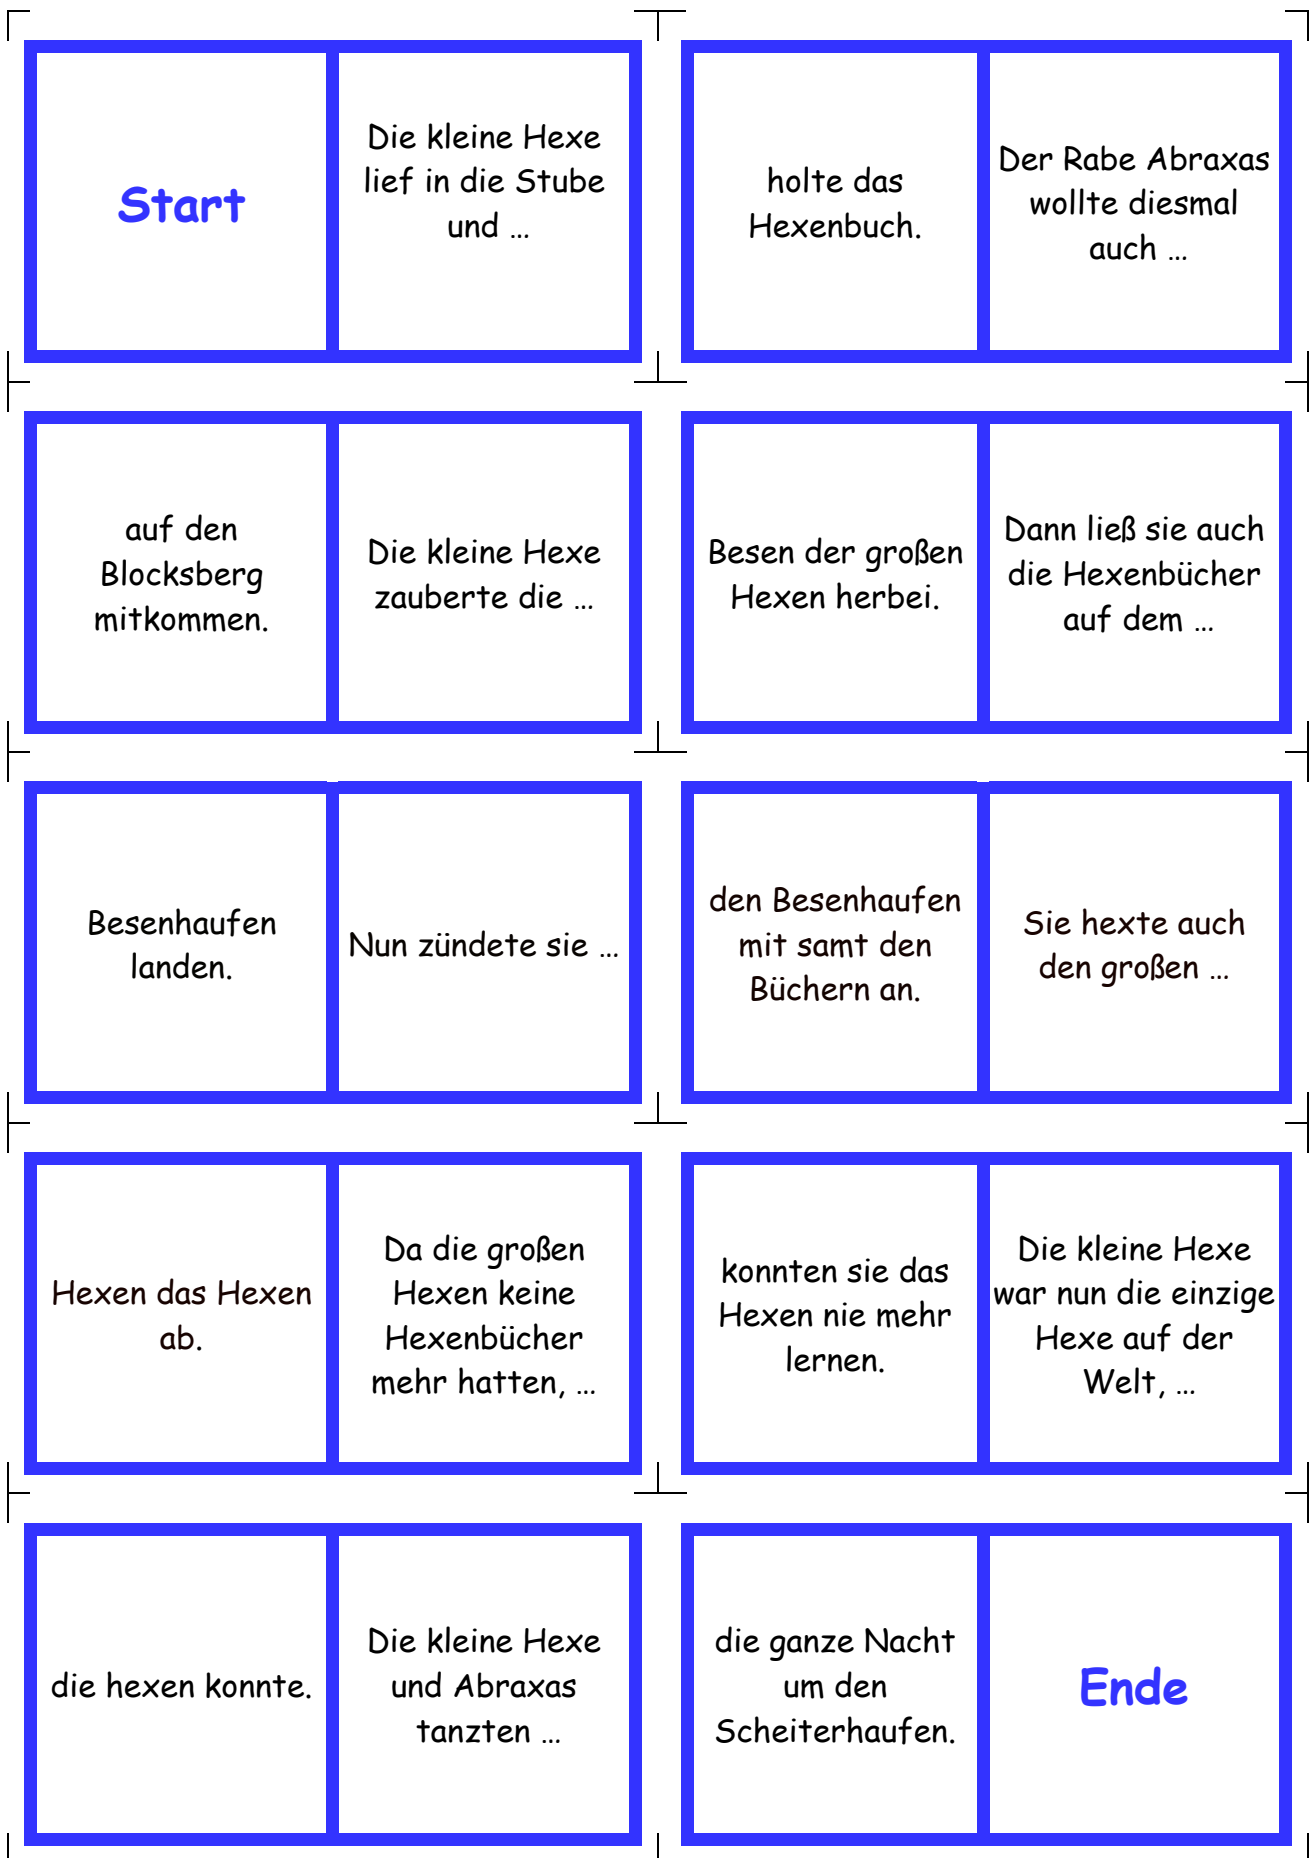 Start
Die kleine Hexe
lief in die Stube
und …
holte das
Hexenbuch.
Der Rabe Abraxas
wollte diesmal
auch …
auf den
Blocksberg
mitkommen.
Die kleine Hexe
zauberte die …
Besen der großen
Hexen herbei.
Dann ließ sie auch
die Hexenbücher
auf dem …
Besenhaufen
landen.
Nun zündete sie …
den Besenhaufen
mit samt den
Büchern an.
Sie hexte auch
den großen …
Hexen das Hexen
ab.
Da die großen
Hexen keine
Hexenbücher
mehr hatten, …
konnten sie das
Hexen nie mehr
lernen.
Die kleine Hexe
war nun die einzige
Hexe auf der
Welt, …
die hexen konnte.
Die kleine Hexe
und Abraxas
tanzten …
die ganze Nacht
um den
Scheiterhaufen.
Ende